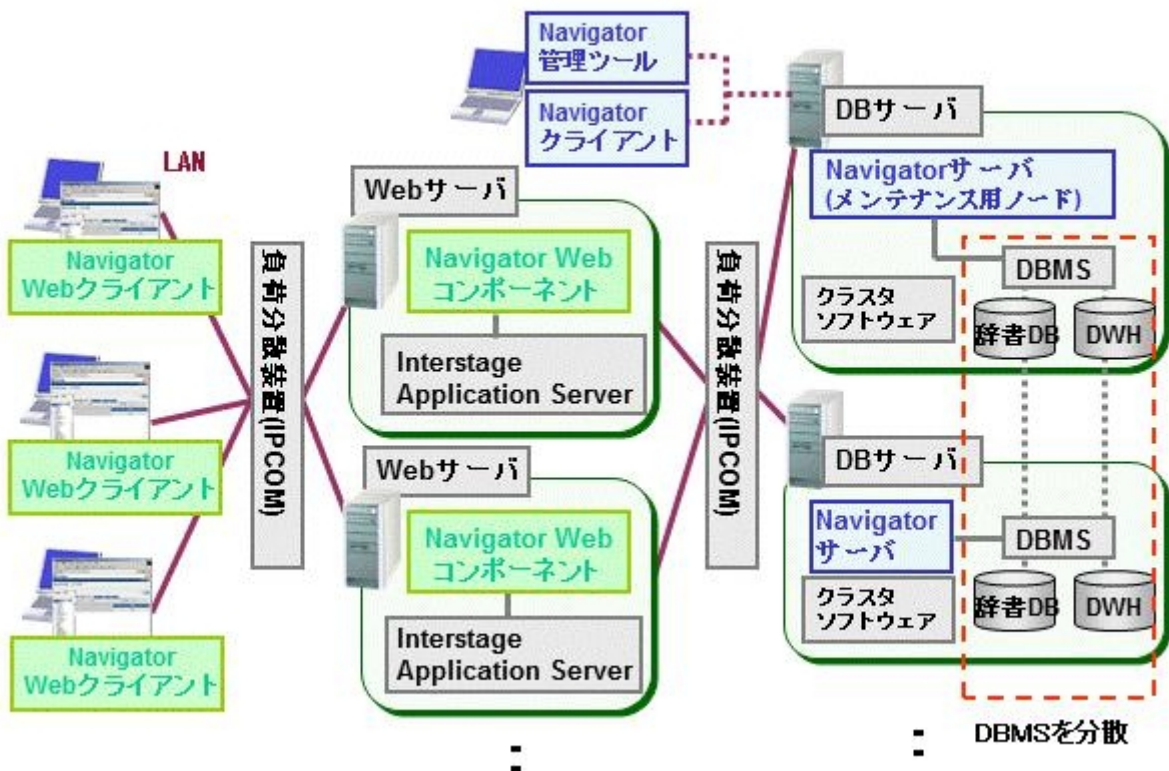 Navigator
管理ツール
Navigator
クライアント
DBサーバ
LAN
Navigator
Webクライアント
Navigator
Webクライアント
Navigator
Webクライアント
負荷分散装置(IPCOM)
Webサーバ
Navigator Web
コンポーネント
Interstage
Application Server
Webサーバ
Navigator Web
コンポーネント
Interstage
Application Server
負荷分散装置(IPCOM)
Navigatorサーバ
(メンテナンス用ノード)
DBMS
クラスタ
ソフトウェア
辞書DB
DWH
DBサーバ
Navigator
サーバ
DBMS
クラスタ
ソフトウェア
辞書DB
DWH
DBMSを分散